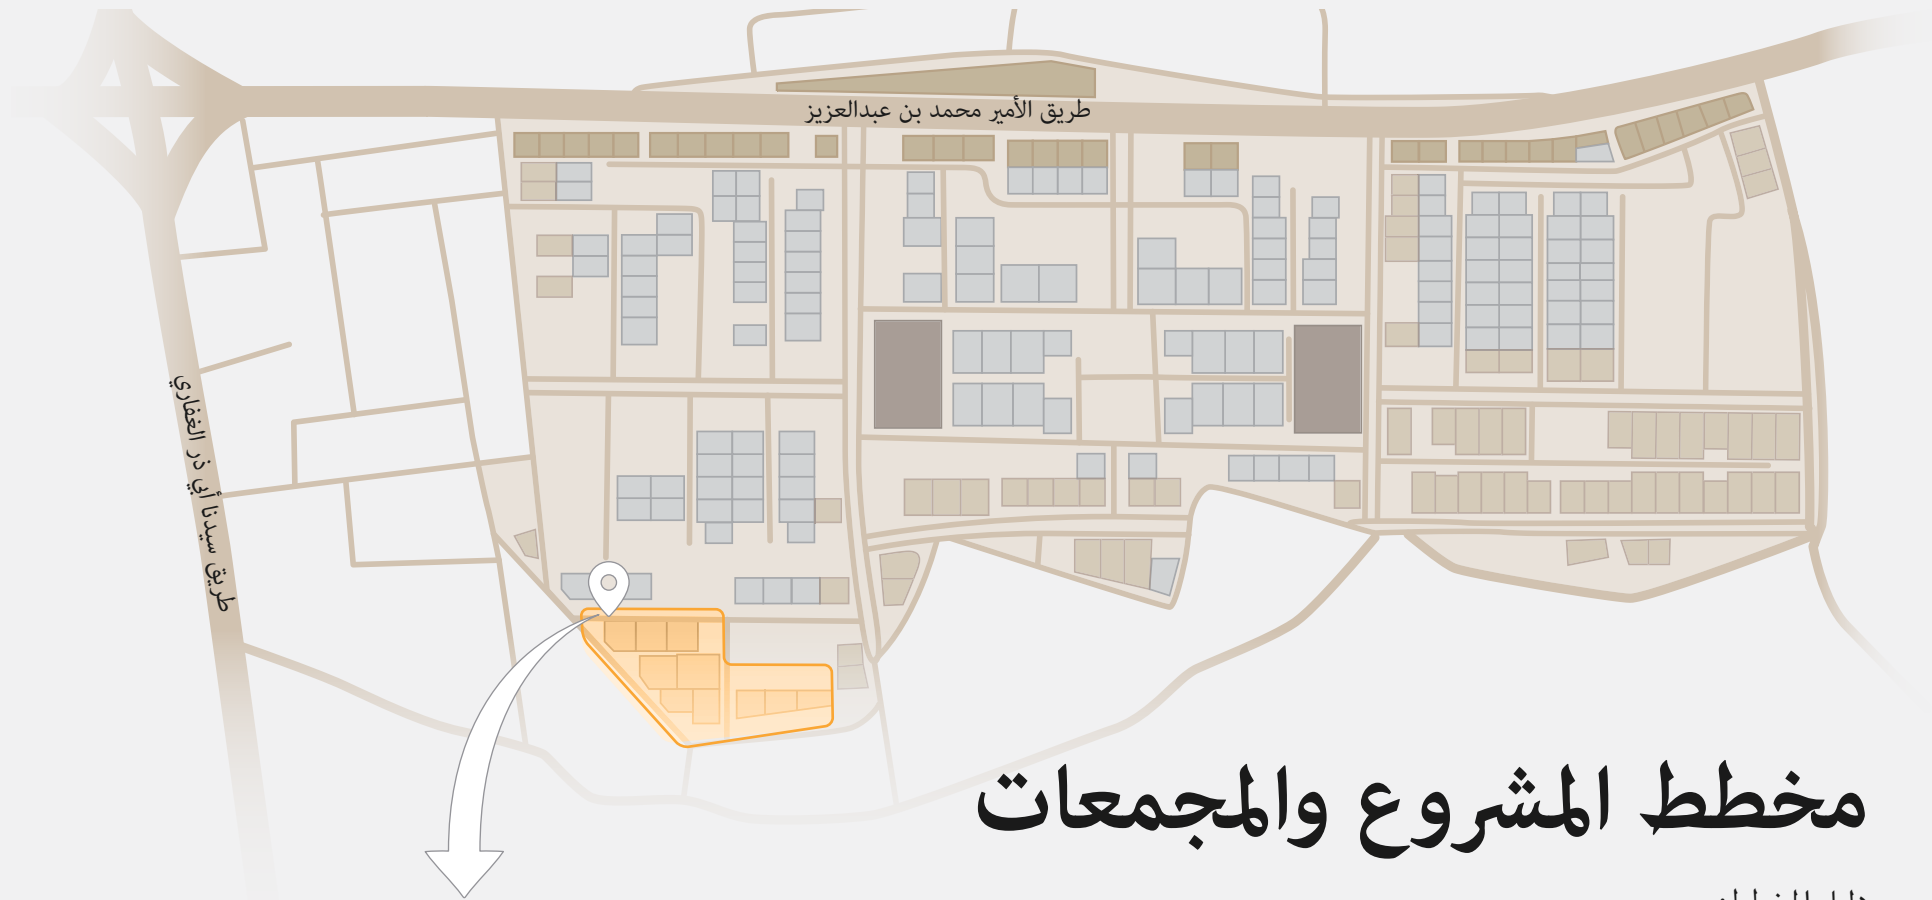 طريق الأمير محمد بن عبدالعزيز
طريق سيدنا أبي ذر الغفاري
مخطط المشروع والمجمعات